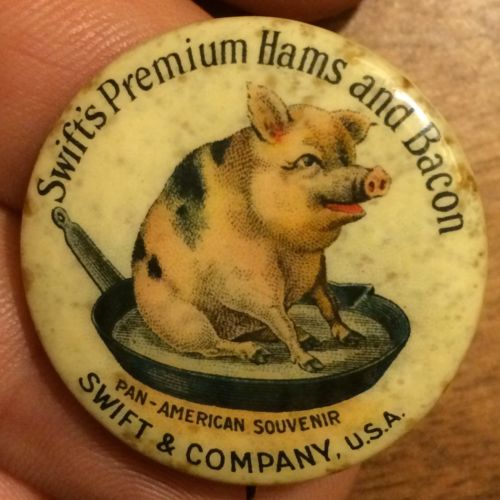 Swift's Premium Hams and Bacon
PAN-AMERICAN SOUVENIR
SWIFT & COMPANY, U.S.A.